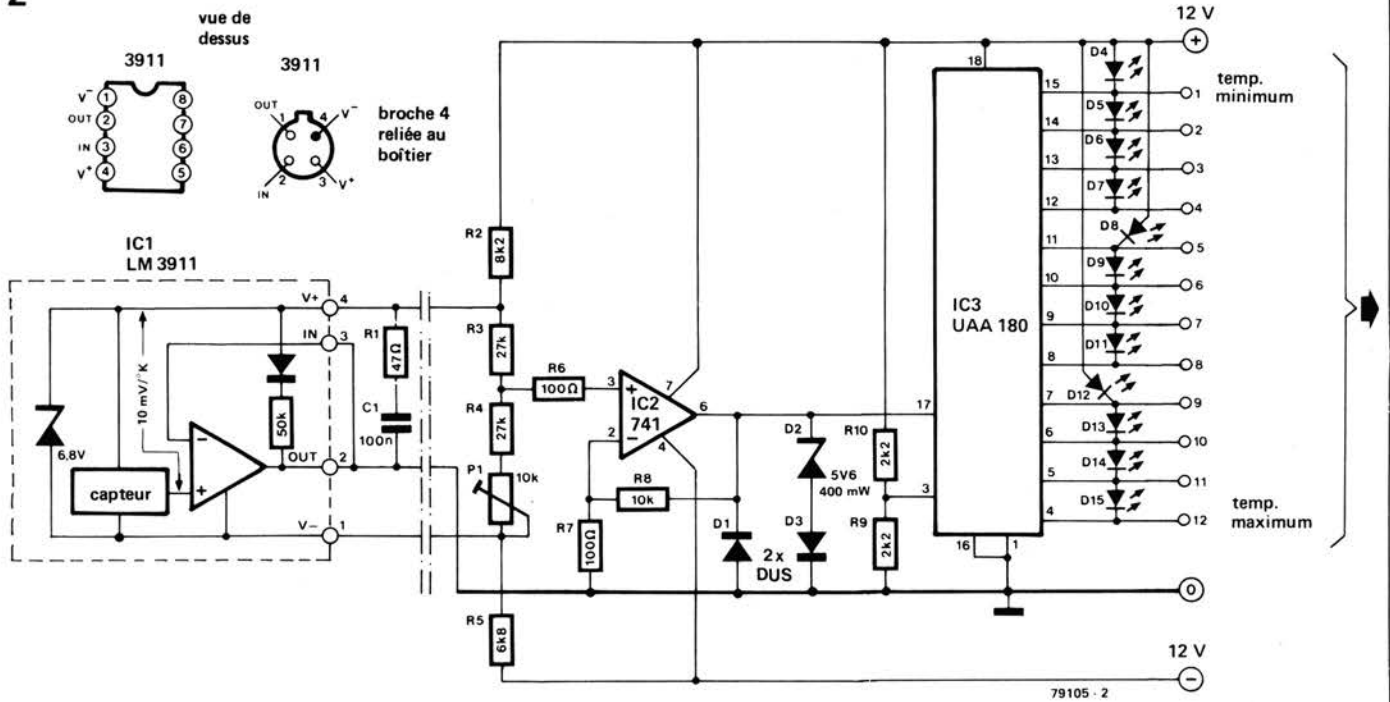 2
vue de
dessus
3911
V⁻ 1
OUT 2
IN 3
V⁺ 4
8
7
6
5
3911
OUT
1
4
V⁻
2
IN
3
V⁺
broche 4
reliée au
boîtier
IC1
LM 3911
V+
4
IN
3
10 mV/°K
50k
6,8V
capteur
OUT
2
V−
1
R1
47Ω
C1
100n
R2
8k2
R3
27k
R4
27k
P1
10k
R5
6k8
R6
100Ω
3
7
IC2
741
2
4
6
R8
10k
R7
100Ω
D1
2 x
DUS
D2
5V6
400 mW
D3
R10
2k2
R9
2k2
17
3
18
IC3
UAA 180
16
1
15
14
13
12
11
10
9
8
7
6
5
4
D4
D5
D6
D7
D8
D9
D10
D11
D12
D13
D14
D15
12 V
+
temp.
minimum
1
2
3
4
5
6
7
8
9
10
11
12
temp.
maximum
0
12 V
−
79105 - 2